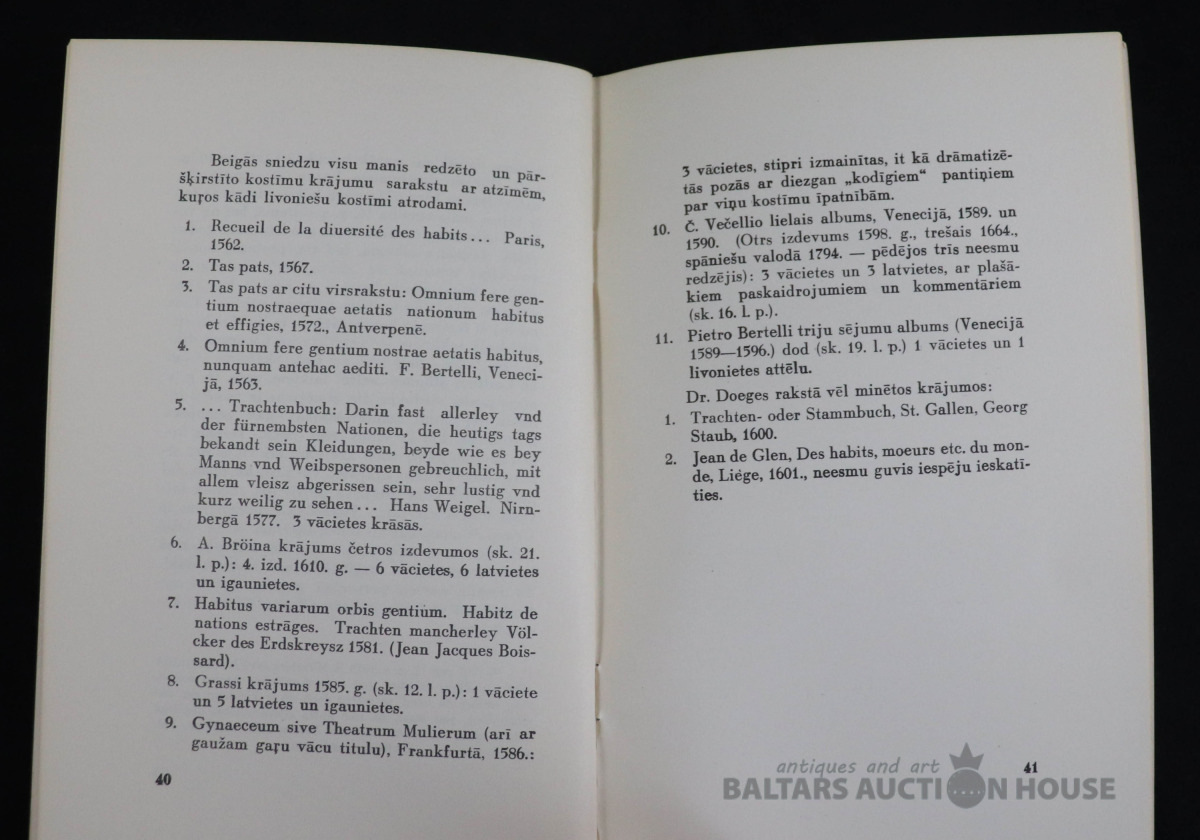 Beigās sniedzu visu manis redzēto un pār-
šķirstīto kostīmu krājumu sarakstu ar atzīmēm,
kuŗos kādi livoniešu kostīmi atrodami.
1. Recueil de la diuersité des habits... Paris,
1562.
2. Tas pats, 1567.
3. Tas pats ar citu virsrakstu: Omnium fere gen-
tium nostraequae aetatis nationum habitus
et effigies, 1572., Antverpenē.
4. Omnium fere gentium nostrae aetatis habitus,
nunquam antehac aediti. F. Bertelli, Veneci-
jā, 1563.
5. ... Trachtenbuch: Darin fast allerley vnd
der fürnembsten Nationen, die heutigs tags
bekandt sein Kleidungen, beyde wie es bey
Manns vnd Weibspersonen gebreuchlich, mit
allem vleisz abgerissen sein, sehr lustig vnd
kurz weilig zu sehen... Hans Weigel. Nirn-
bergā 1577. 3 vācietes krāsās.
6. A. Bröina krājums četros izdevumos (sk. 21.
l. p.): 4. izd. 1610. g. — 6 vācietes, 6 latvietes
un igaunietes.
7. Habitus variarum orbis gentium. Habitz de
nations estrāges. Trachten mancherley Völ-
cker des Erdskreysz 1581. (Jean Jacques Bois-
sard).
8. Grassi krājums 1585. g. (sk. 12. l. p.): 1 vāciete
un 5 latvietes un igaunietes.
9. Gynaeceum sive Theatrum Mulierum (arī ar
gaužam gaŗu vācu titulu), Frankfurtā, 1586.:
40
3 vācietes, stipri izmainītas, it kā drāmatizē-
tās pozās ar diezgan „kodīgiem“ pantiņiem
par viņu kostīmu īpatnībām.
10. Č. Večellio lielais albums, Venecijā, 1589. un
1590. (Otrs izdevums 1598. g., trešais 1664.,
spāniešu valodā 1794. — pēdējos trīs neesmu
redzējis): 3 vācietes un 3 latvietes, ar plašā-
kiem paskaidrojumiem un kommentāriem
(sk. 16. l. p.).
11. Pietro Bertelli triju sējumu albums (Venecijā
1589—1596.) dod (sk. 19. l. p.) 1 vācietes un 1
livonietes attēlu.
Dr. Doeges rakstā vēl minētos krājumos:
1. Trachten- oder Stammbuch, St. Gallen, Georg
Staub, 1600.
2. Jean de Glen, Des habits, moeurs etc. du mon-
de, Liége, 1601., neesmu guvis iespēju ieskatī-
ties.
41
antiques and art
BALTARS AUCTION HOUSE